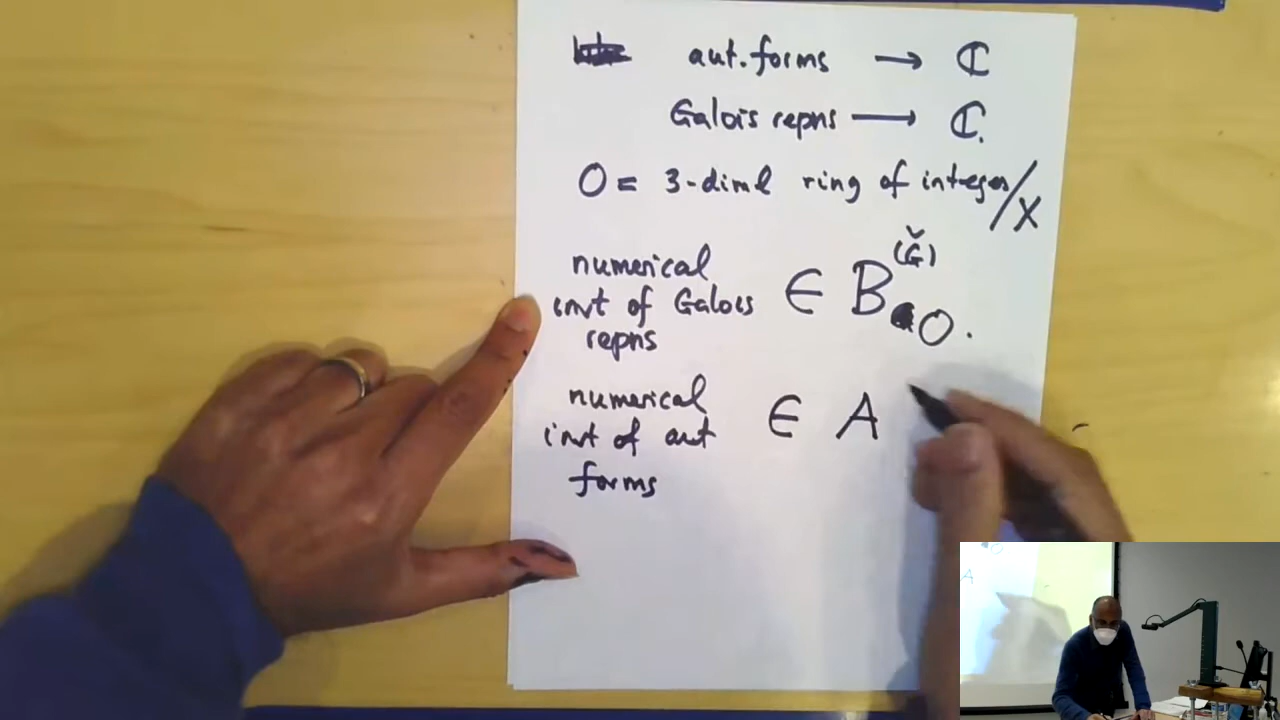 aut. forms → ℂ
Galois repns → ℂ.
O = 3-diml ring of integers/X
numerical
invt of Galois ∈ B_O^(Ǧ).
repns
numerical
invt of aut ∈ A
forms